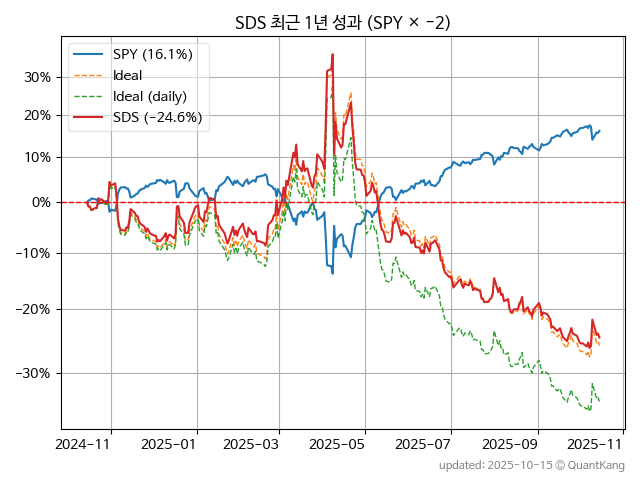 SDS 최근 1년 성과 (SPY × −2)
SPY (16.1%)
Ideal
Ideal (daily)
SDS (−24.6%)
30%
20%
10%
0%
−10%
−20%
−30%
2024-11 2025-01 2025-03 2025-05 2025-07 2025-09 2025-11
updated: 2025-10-15 © QuantKang